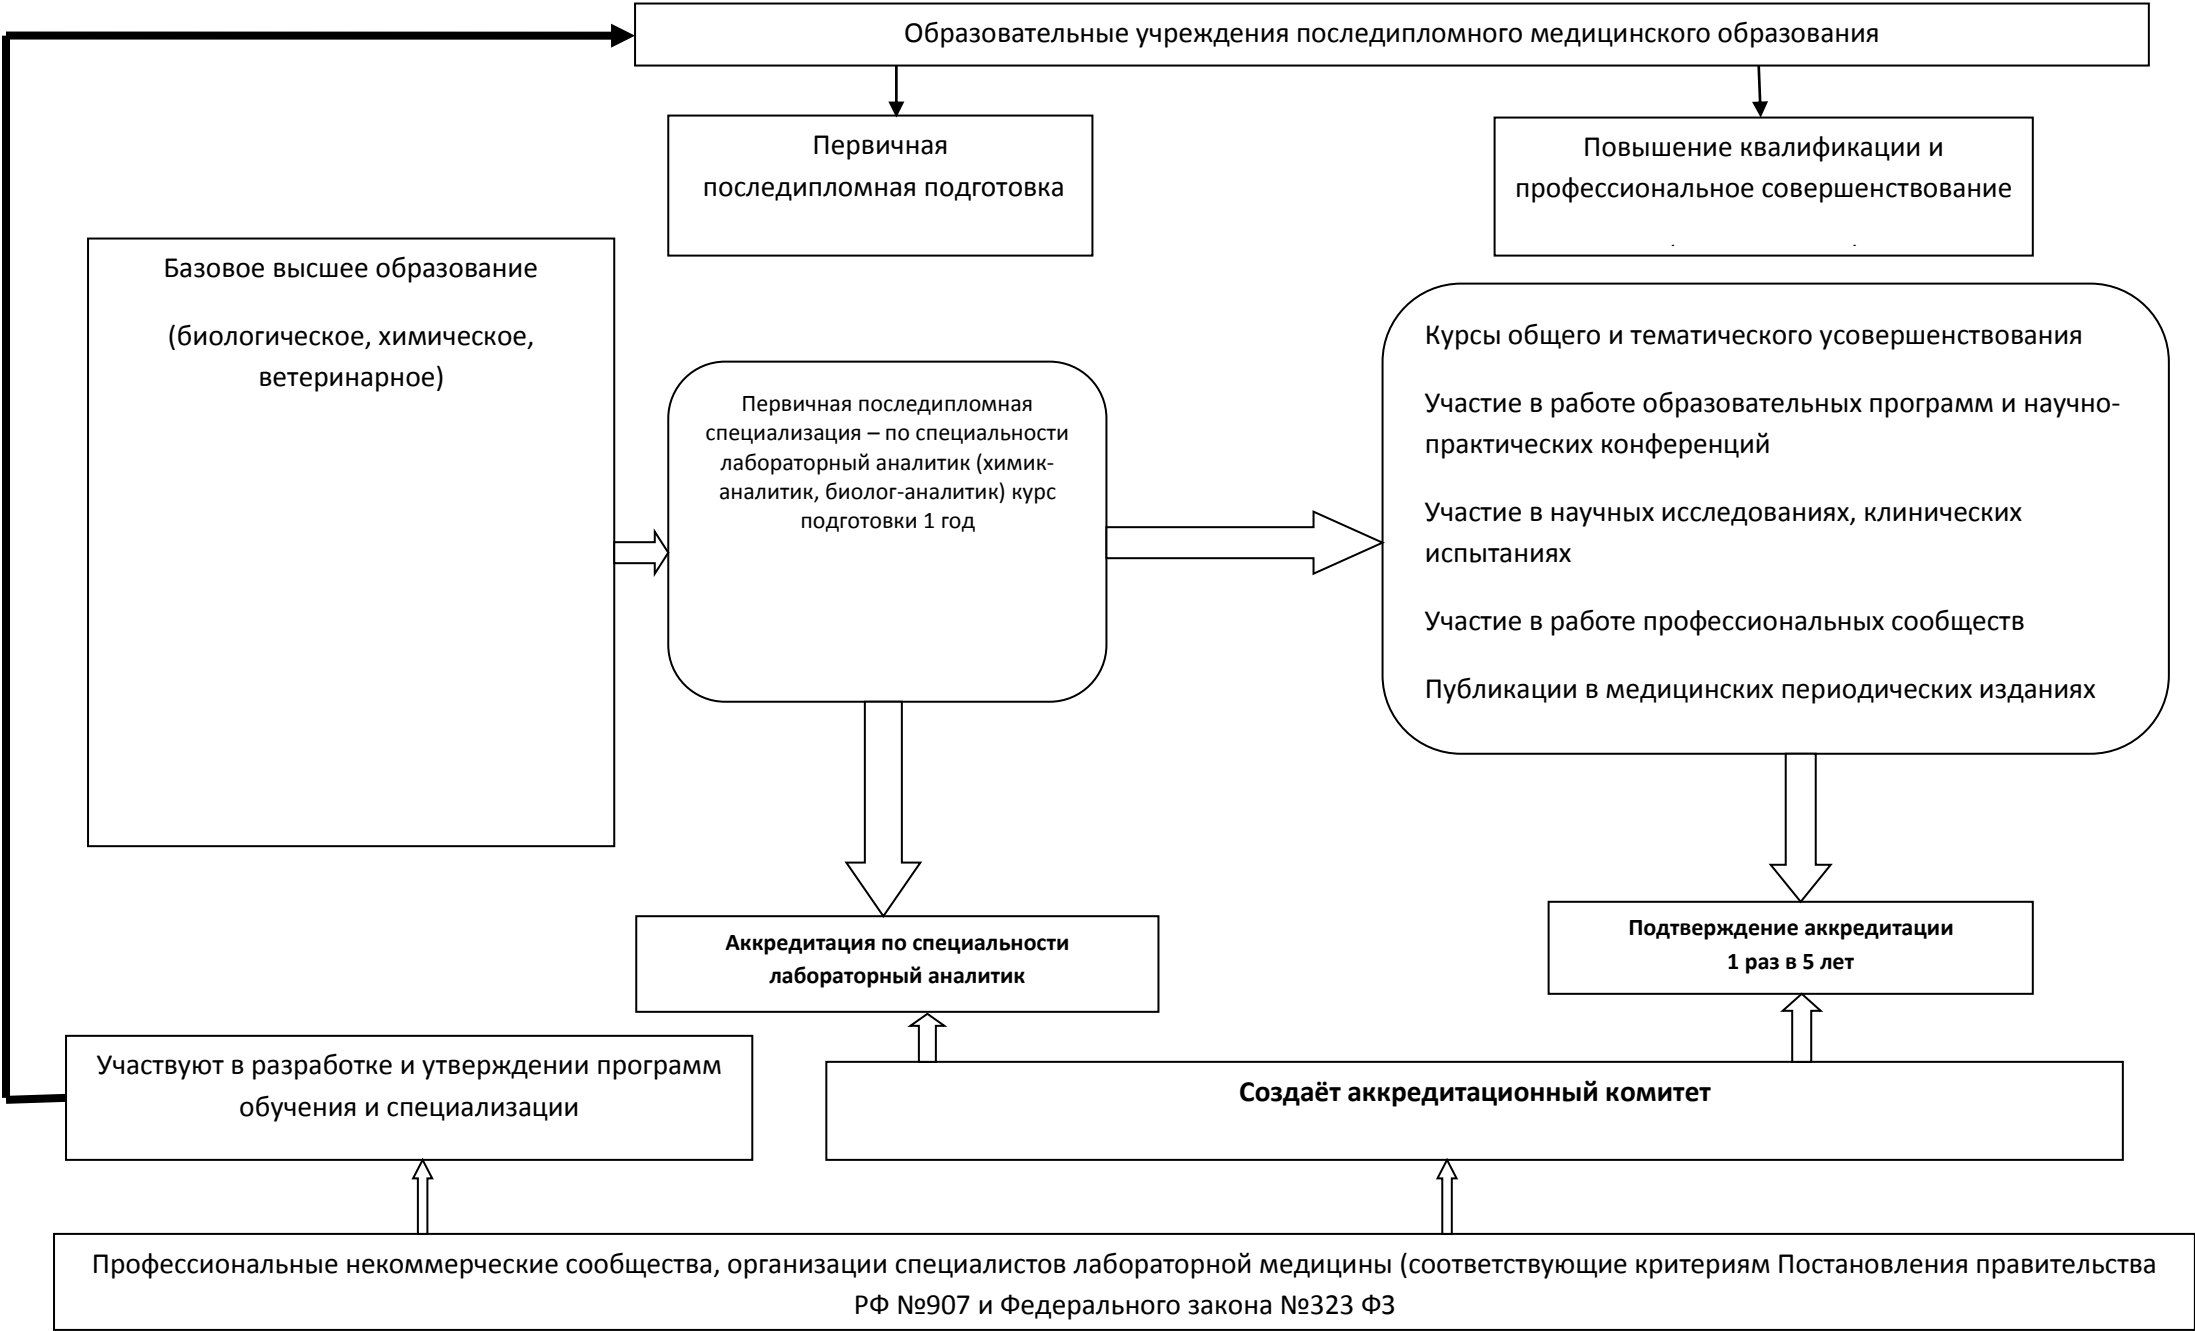 Образовательные учреждения последипломного медицинского образования
Первичная
последипломная подготовка
Повышение квалификации и
профессиональное совершенствование
Базовое высшее образование
(биологическое, химическое,
ветеринарное)
Первичная последипломная
специализация – по специальности
лабораторный аналитик (химик-
аналитик, биолог-аналитик) курс
подготовки 1 год
Курсы общего и тематического усовершенствования
Участие в работе образовательных программ и научно-
практических конференций
Участие в научных исследованиях, клинических
испытаниях
Участие в работе профессиональных сообществ
Публикации в медицинских периодических изданиях
Аккредитация по специальности
лабораторный аналитик
Подтверждение аккредитации
1 раз в 5 лет
Участвуют в разработке и утверждении программ
обучения и специализации
Создаёт аккредитационный комитет
Профессиональные некоммерческие сообщества, организации специалистов лабораторной медицины (соответствующие критериям Постановления правительства
РФ №907 и Федерального закона №323 ФЗ